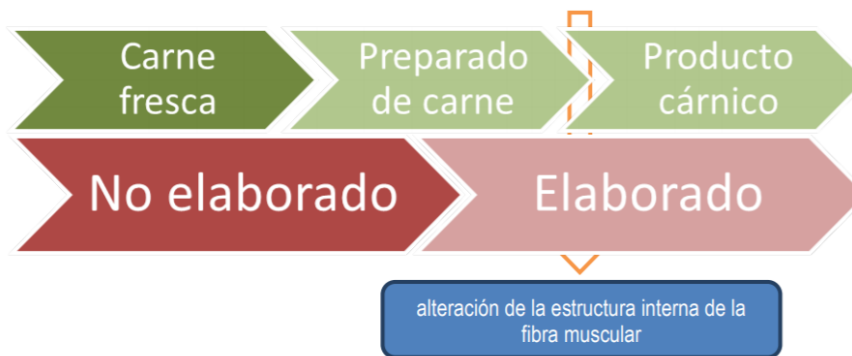 Carne
fresca
Preparado
de carne
Producto
cárnico
No elaborado
Elaborado
alteración de la estructura interna de la
fibra muscular